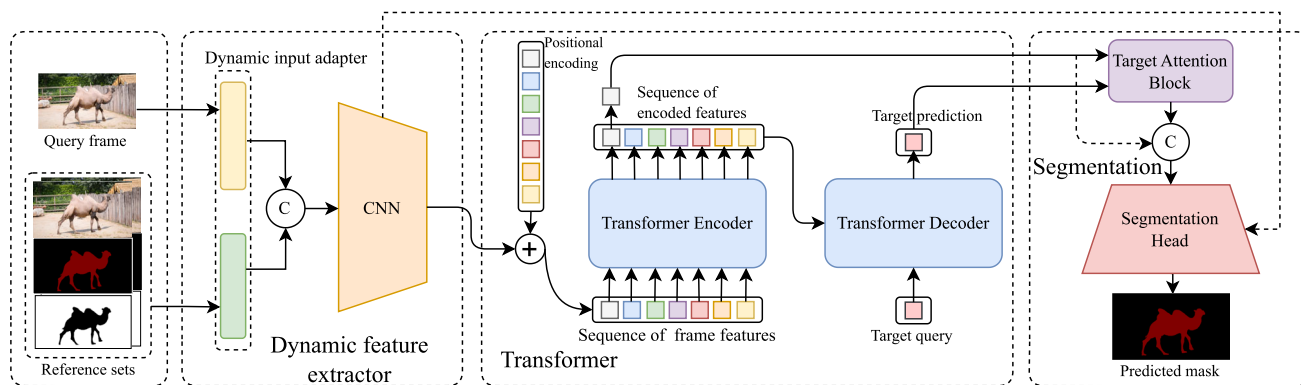 Query frame
Reference sets
Dynamic input adapter
C
CNN
Dynamic feature
extractor
Positional
encoding
+
Sequence of
encoded features
Transformer Encoder
Sequence of frame features
Transformer
Target prediction
Transformer Decoder
Target query
Target Attention
Block
C
Segmentation
Segmentation
Head
Predicted mask